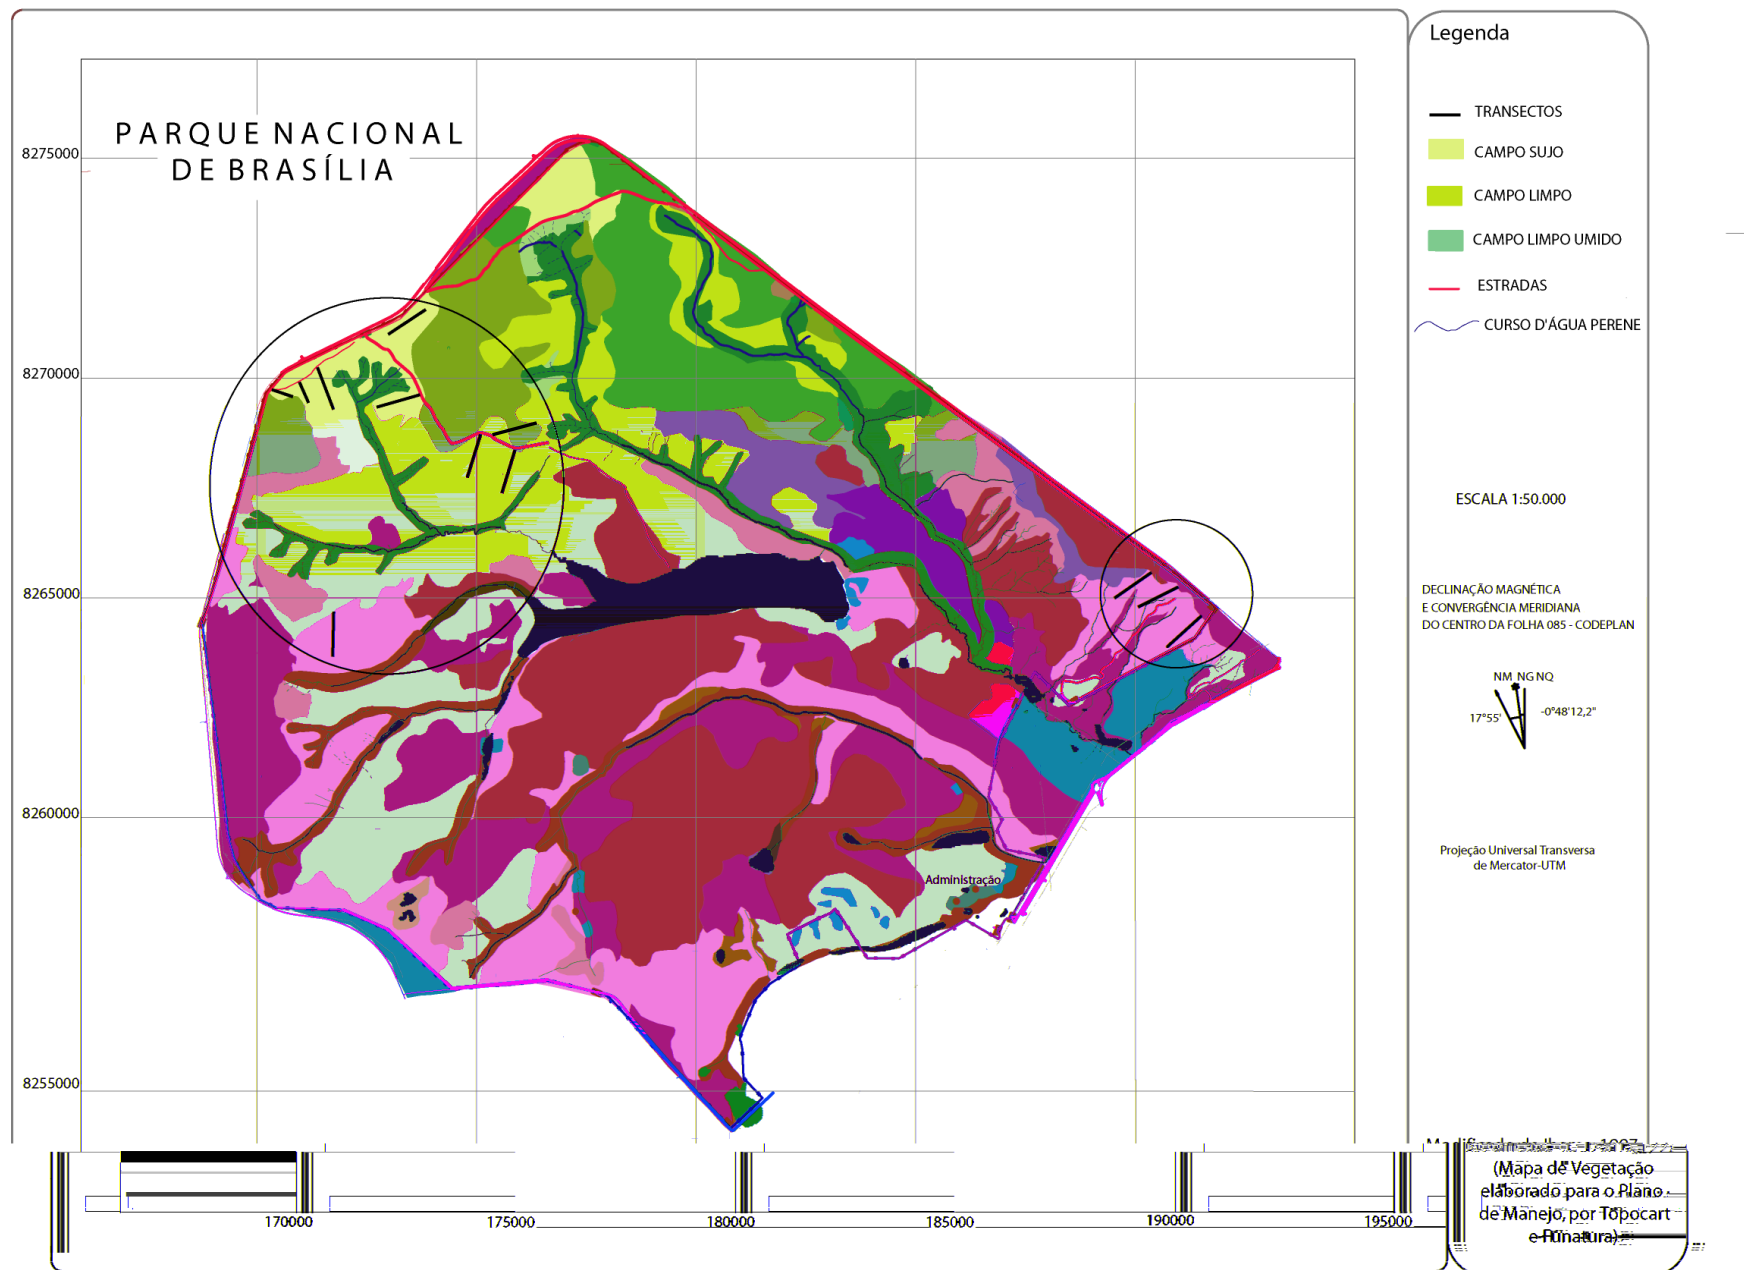 PARQUE NACIONAL
DE BRASÍLIA
8275000
8270000
8265000
8260000
8255000
Administração
170000
175000
180000
185000
190000
195000
Legenda
TRANSECTOS
CAMPO SUJO
CAMPO LIMPO
CAMPO LIMPO UMIDO
ESTRADAS
CURSO D'ÁGUA PERENE
ESCALA 1:50.000
DECLINAÇÃO MAGNÉTICA
E CONVERGÊNCIA MERIDIANA
DO CENTRO DA FOLHA 085 - CODEPLAN
NM NG NQ
17°55'
-0°48'12,2"
Projeção Universal Transversa
de Mercator-UTM
(Mapa de Vegetação
elaborado para o Plano
de Manejo, por Topocart
e Funatura)